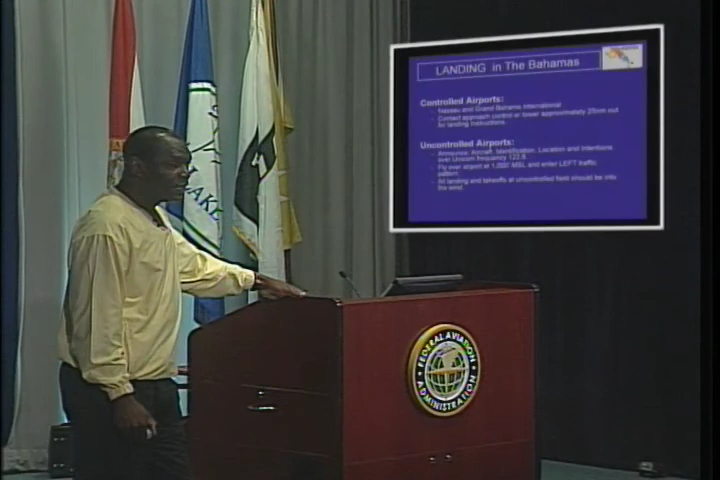 LANDING in The Bahamas
Controlled Airports:
- Nassau and Grand Bahama International
- Contact approach control or tower approximately 25nm out
for landing instructions.
Uncontrolled Airports:
- Announce: Aircraft, Identification, Location and Intentions
over Unicom frequency 122.8
- Fly over airport at 1,000' MSL and enter LEFT traffic
pattern.
- All landing and takeoffs at uncontrolled field should be into
the wind.
LAKE
FEDERAL AVIATION
ADMINISTRATION